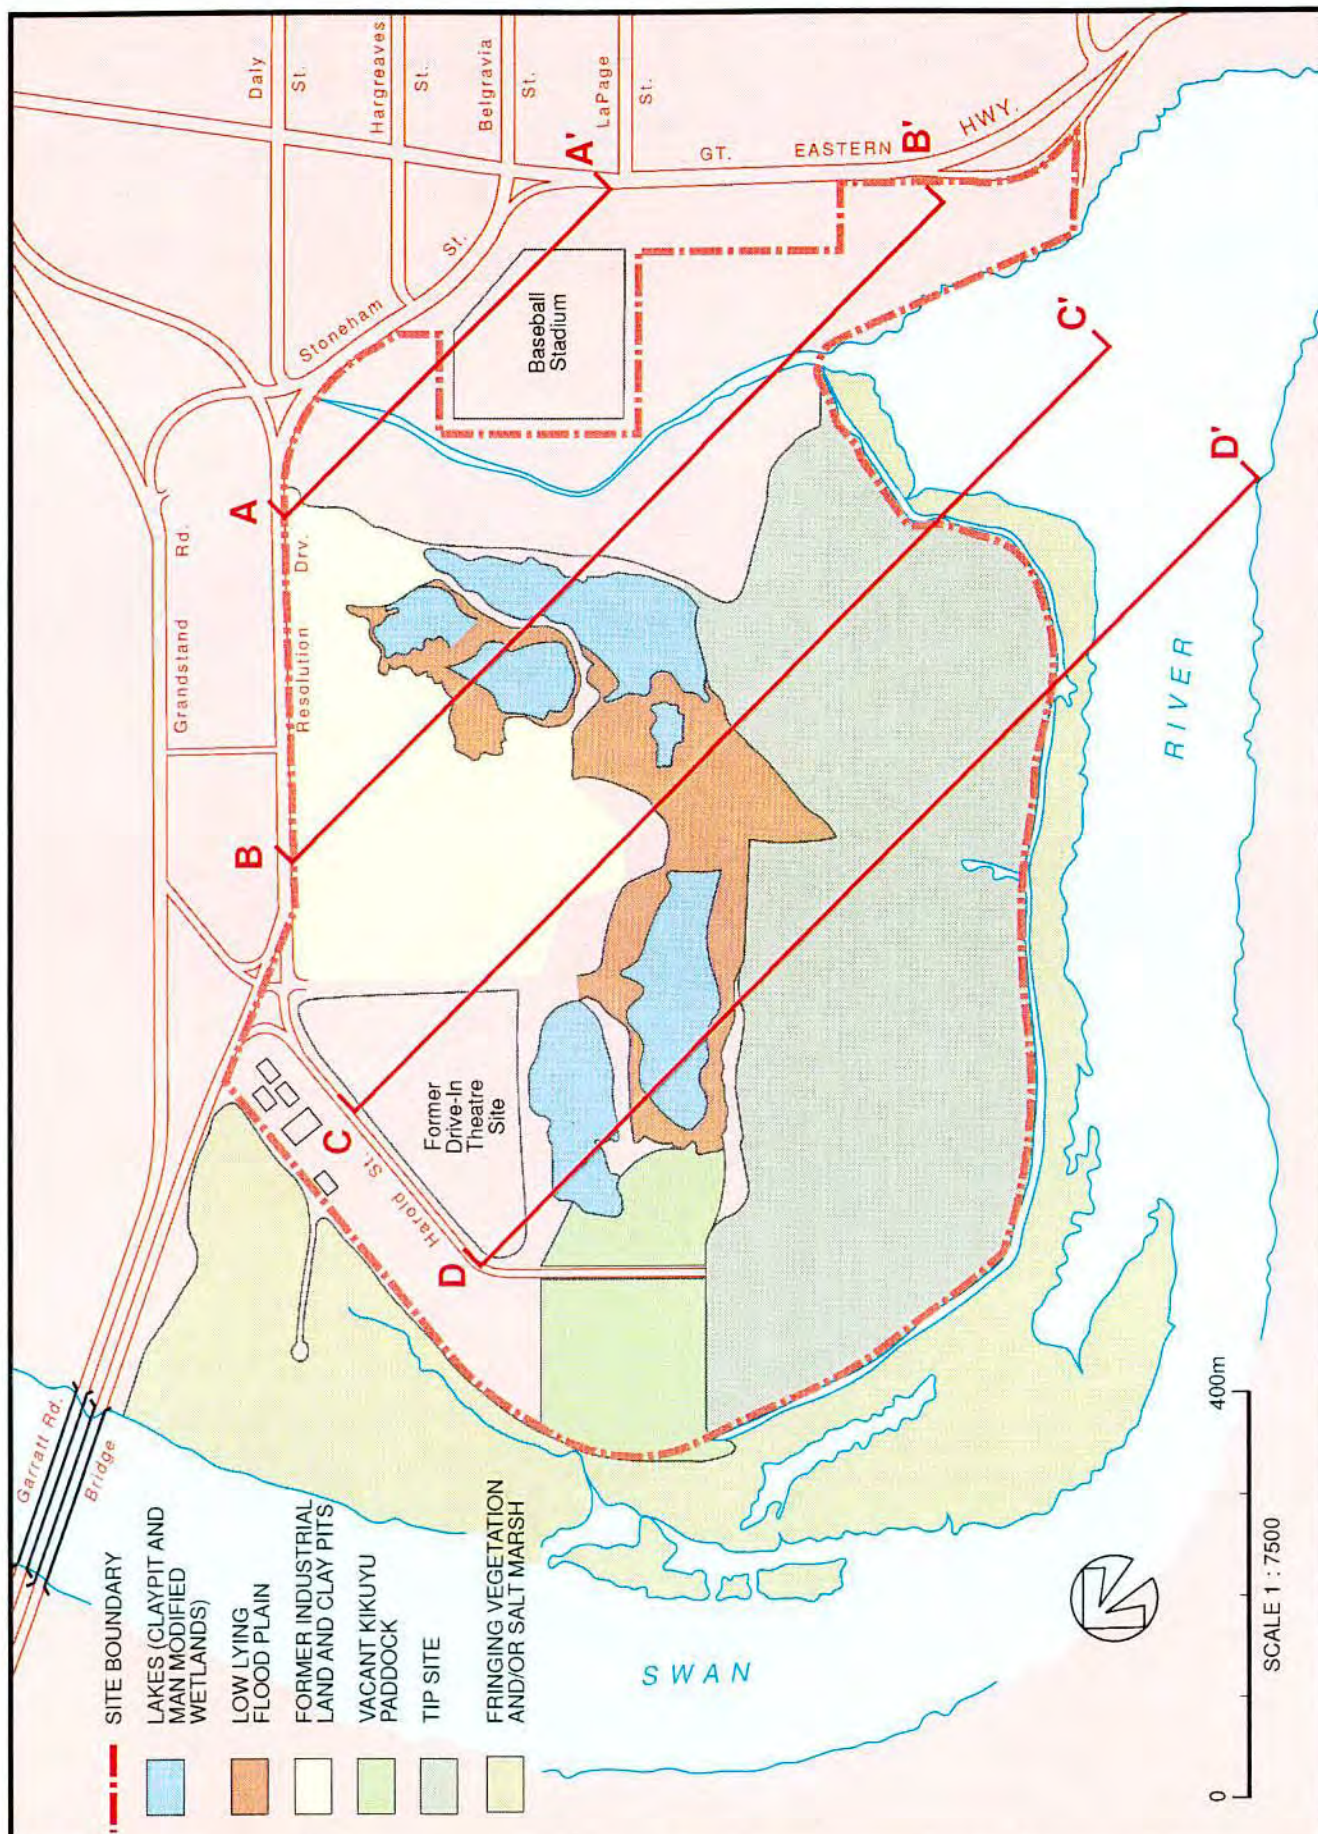 Garratt Rd.
Bridge
Grandstand Rd.
Resolution Drv.
Stoneham St.
Daly St.
Hargreaves St.
Belgravia St.
LaPage St.
GT. EASTERN HWY.
Harold St.
A
A'
B
B'
C
C'
D
D'
Baseball
Stadium
Former
Drive-In
Theatre
Site
SWAN
RIVER
SITE BOUNDARY
LAKES (CLAYPIT AND
MAN MODIFIED
WETLANDS)
LOW LYING
FLOOD PLAIN
FORMER INDUSTRIAL
LAND AND CLAY PITS
VACANT KIKUYU
PADDOCK
TIP SITE
FRINGING VEGETATION
AND/OR SALT MARSH
0
400m
SCALE 1 : 7500